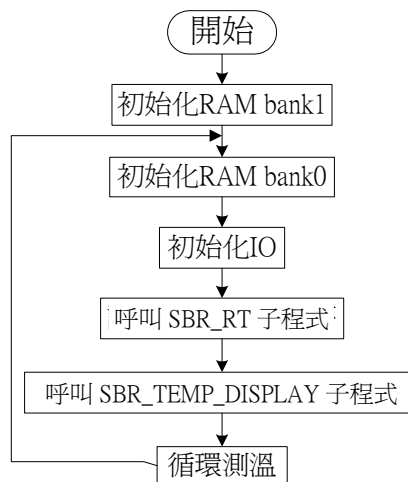 開始
初始化RAM bank1
初始化RAM bank0
初始化IO
呼叫 SBR_RT 子程式
呼叫 SBR_TEMP_DISPLAY 子程式
循環測溫